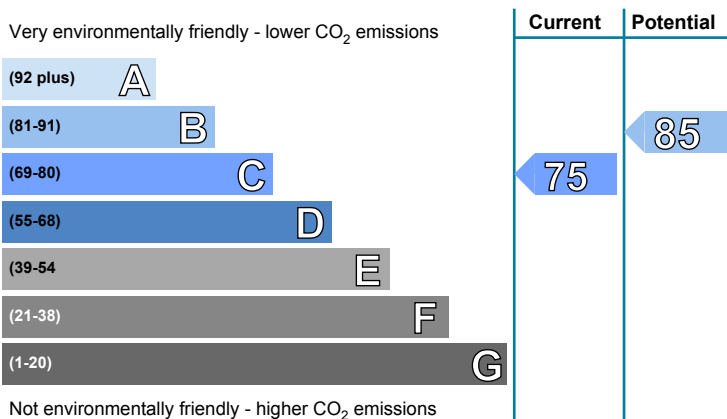 Current Potential
Very environmentally friendly - lower CO2 emissions
(92 plus) A
(81-91) B
85
(69-80) C
75
(55-68) D
(39-54 E
(21-38) F
(1-20) G
Not environmentally friendly - higher CO2 emissions